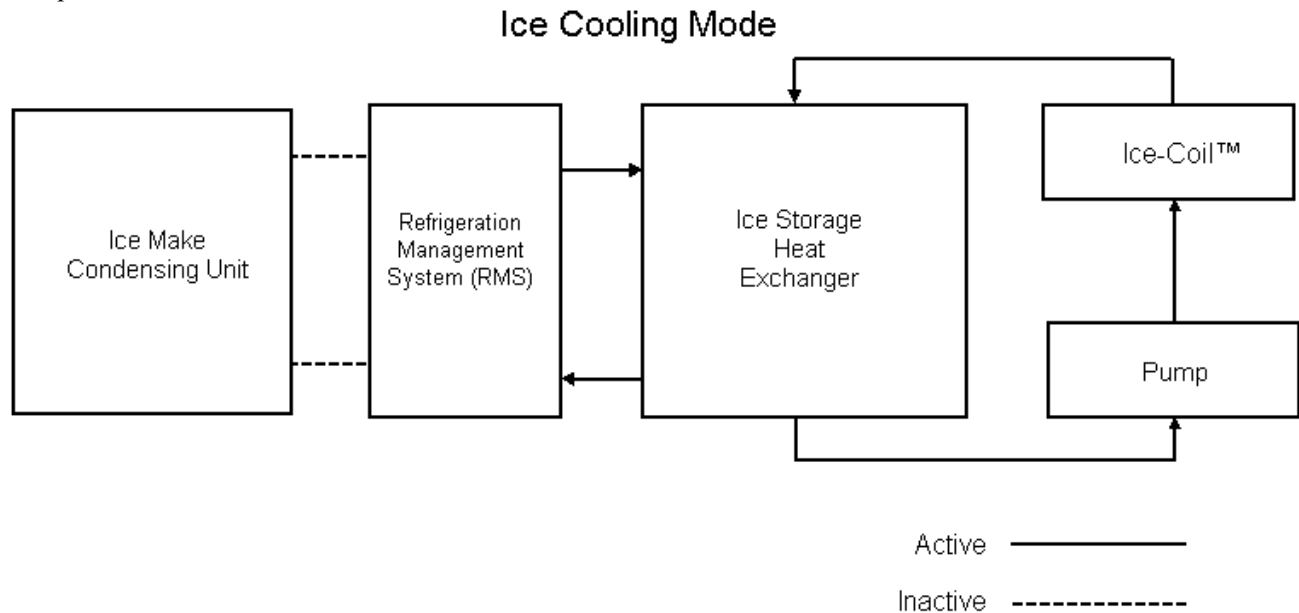 Ice Cooling Mode
Ice Make
Condensing Unit
Refrigeration
Management
System (RMS)
Ice Storage
Heat
Exchanger
Ice-Coil™
Pump
Active
Inactive